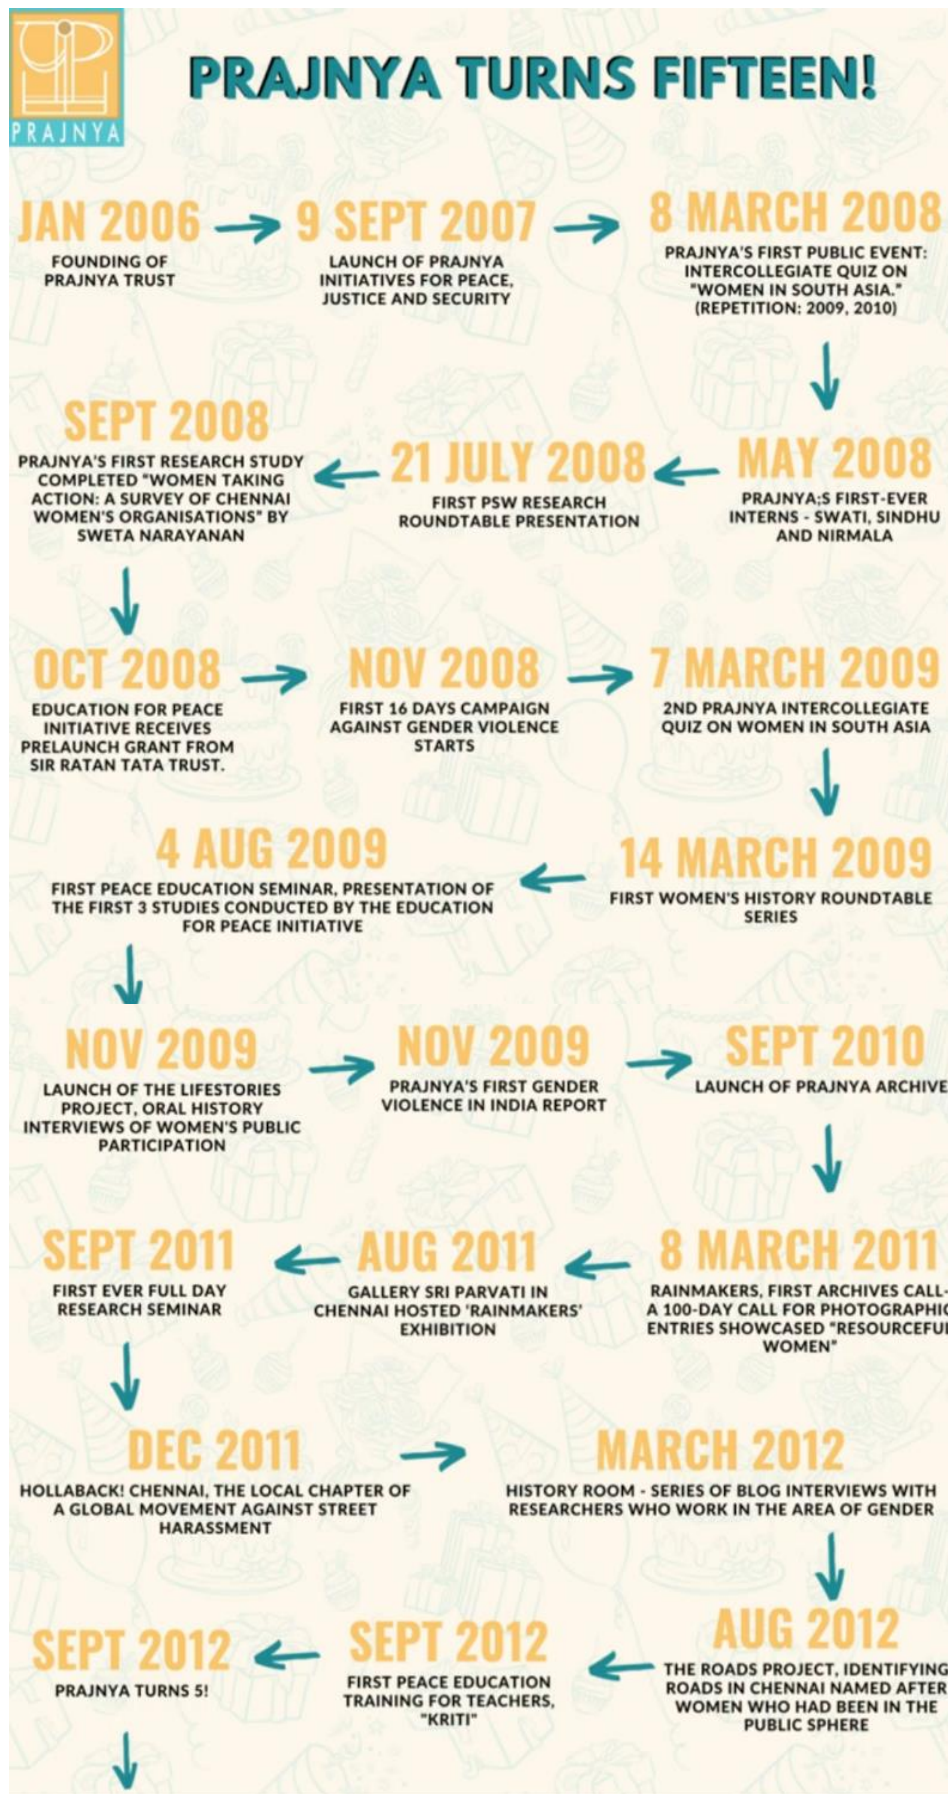 PRAJNYA
PRAJNYA TURNS FIFTEEN!
JAN 2006
FOUNDING OF
PRAJNYA TRUST
9 SEPT 2007
LAUNCH OF PRAJNYA
INITIATIVES FOR PEACE,
JUSTICE AND SECURITY
8 MARCH 2008
PRAJNYA'S FIRST PUBLIC EVENT:
INTERCOLLEGIATE QUIZ ON
"WOMEN IN SOUTH ASIA."
(REPETITION: 2009, 2010)
MAY 2008
PRAJNYA;S FIRST-EVER
INTERNS - SWATI, SINDHU
AND NIRMALA
21 JULY 2008
FIRST PSW RESEARCH
ROUNDTABLE PRESENTATION
SEPT 2008
PRAJNYA'S FIRST RESEARCH STUDY
COMPLETED "WOMEN TAKING
ACTION: A SURVEY OF CHENNAI
WOMEN'S ORGANISATIONS" BY
SWETA NARAYANAN
OCT 2008
EDUCATION FOR PEACE
INITIATIVE RECEIVES
PRELAUNCH GRANT FROM
SIR RATAN TATA TRUST.
NOV 2008
FIRST 16 DAYS CAMPAIGN
AGAINST GENDER VIOLENCE
STARTS
7 MARCH 2009
2ND PRAJNYA INTERCOLLEGIATE
QUIZ ON WOMEN IN SOUTH ASIA
14 MARCH 2009
FIRST WOMEN'S HISTORY ROUNDTABLE
SERIES
4 AUG 2009
FIRST PEACE EDUCATION SEMINAR, PRESENTATION OF
THE FIRST 3 STUDIES CONDUCTED BY THE EDUCATION
FOR PEACE INITIATIVE
NOV 2009
LAUNCH OF THE LIFESTORIES
PROJECT, ORAL HISTORY
INTERVIEWS OF WOMEN'S PUBLIC
PARTICIPATION
NOV 2009
PRAJNYA'S FIRST GENDER
VIOLENCE IN INDIA REPORT
SEPT 2010
LAUNCH OF PRAJNYA ARCHIVE
8 MARCH 2011
RAINMAKERS, FIRST ARCHIVES CALL-
A 100-DAY CALL FOR PHOTOGRAPHIC
ENTRIES SHOWCASED "RESOURCEFUL
WOMEN"
AUG 2011
GALLERY SRI PARVATI IN
CHENNAI HOSTED 'RAINMAKERS'
EXHIBITION
SEPT 2011
FIRST EVER FULL DAY
RESEARCH SEMINAR
DEC 2011
HOLLABACK! CHENNAI, THE LOCAL CHAPTER OF
A GLOBAL MOVEMENT AGAINST STREET
HARASSMENT
MARCH 2012
HISTORY ROOM - SERIES OF BLOG INTERVIEWS WITH
RESEARCHERS WHO WORK IN THE AREA OF GENDER
AUG 2012
THE ROADS PROJECT, IDENTIFYING
ROADS IN CHENNAI NAMED AFTER
WOMEN WHO HAD BEEN IN THE
PUBLIC SPHERE
SEPT 2012
FIRST PEACE EDUCATION
TRAINING FOR TEACHERS,
"KRITI"
SEPT 2012
PRAJNYA TURNS 5!